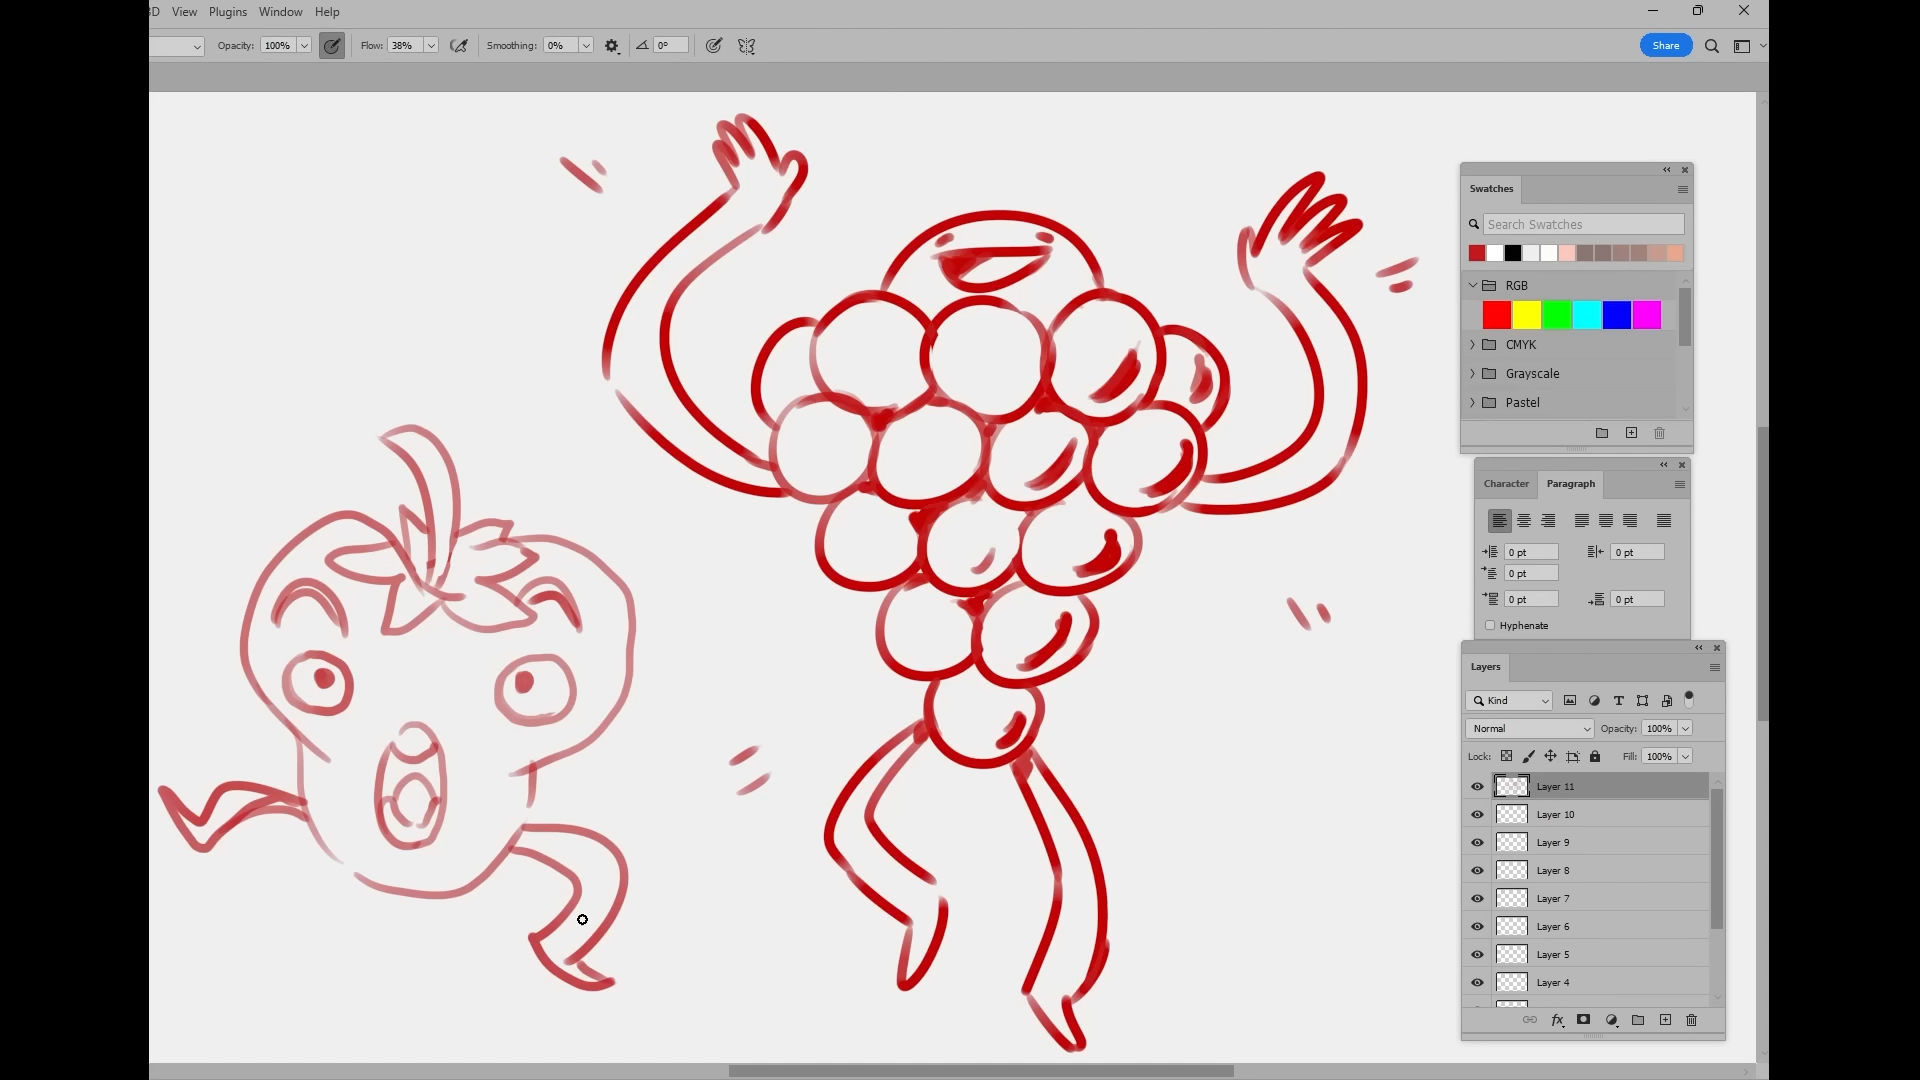 3D View Plugins Window Help
Opacity: 100% Flow: 38% Smoothing: 0% 0° Share
Swatches
Search Swatches
RGB
CMYK
Grayscale
Pastel
Character Paragraph
0 pt 0 pt
0 pt
0 pt 0 pt
Hyphenate
Layers
Kind
Normal Opacity: 100%
Lock: Fill: 100%
Layer 11
Layer 10
Layer 9
Layer 8
Layer 7
Layer 6
Layer 5
Layer 4
fx